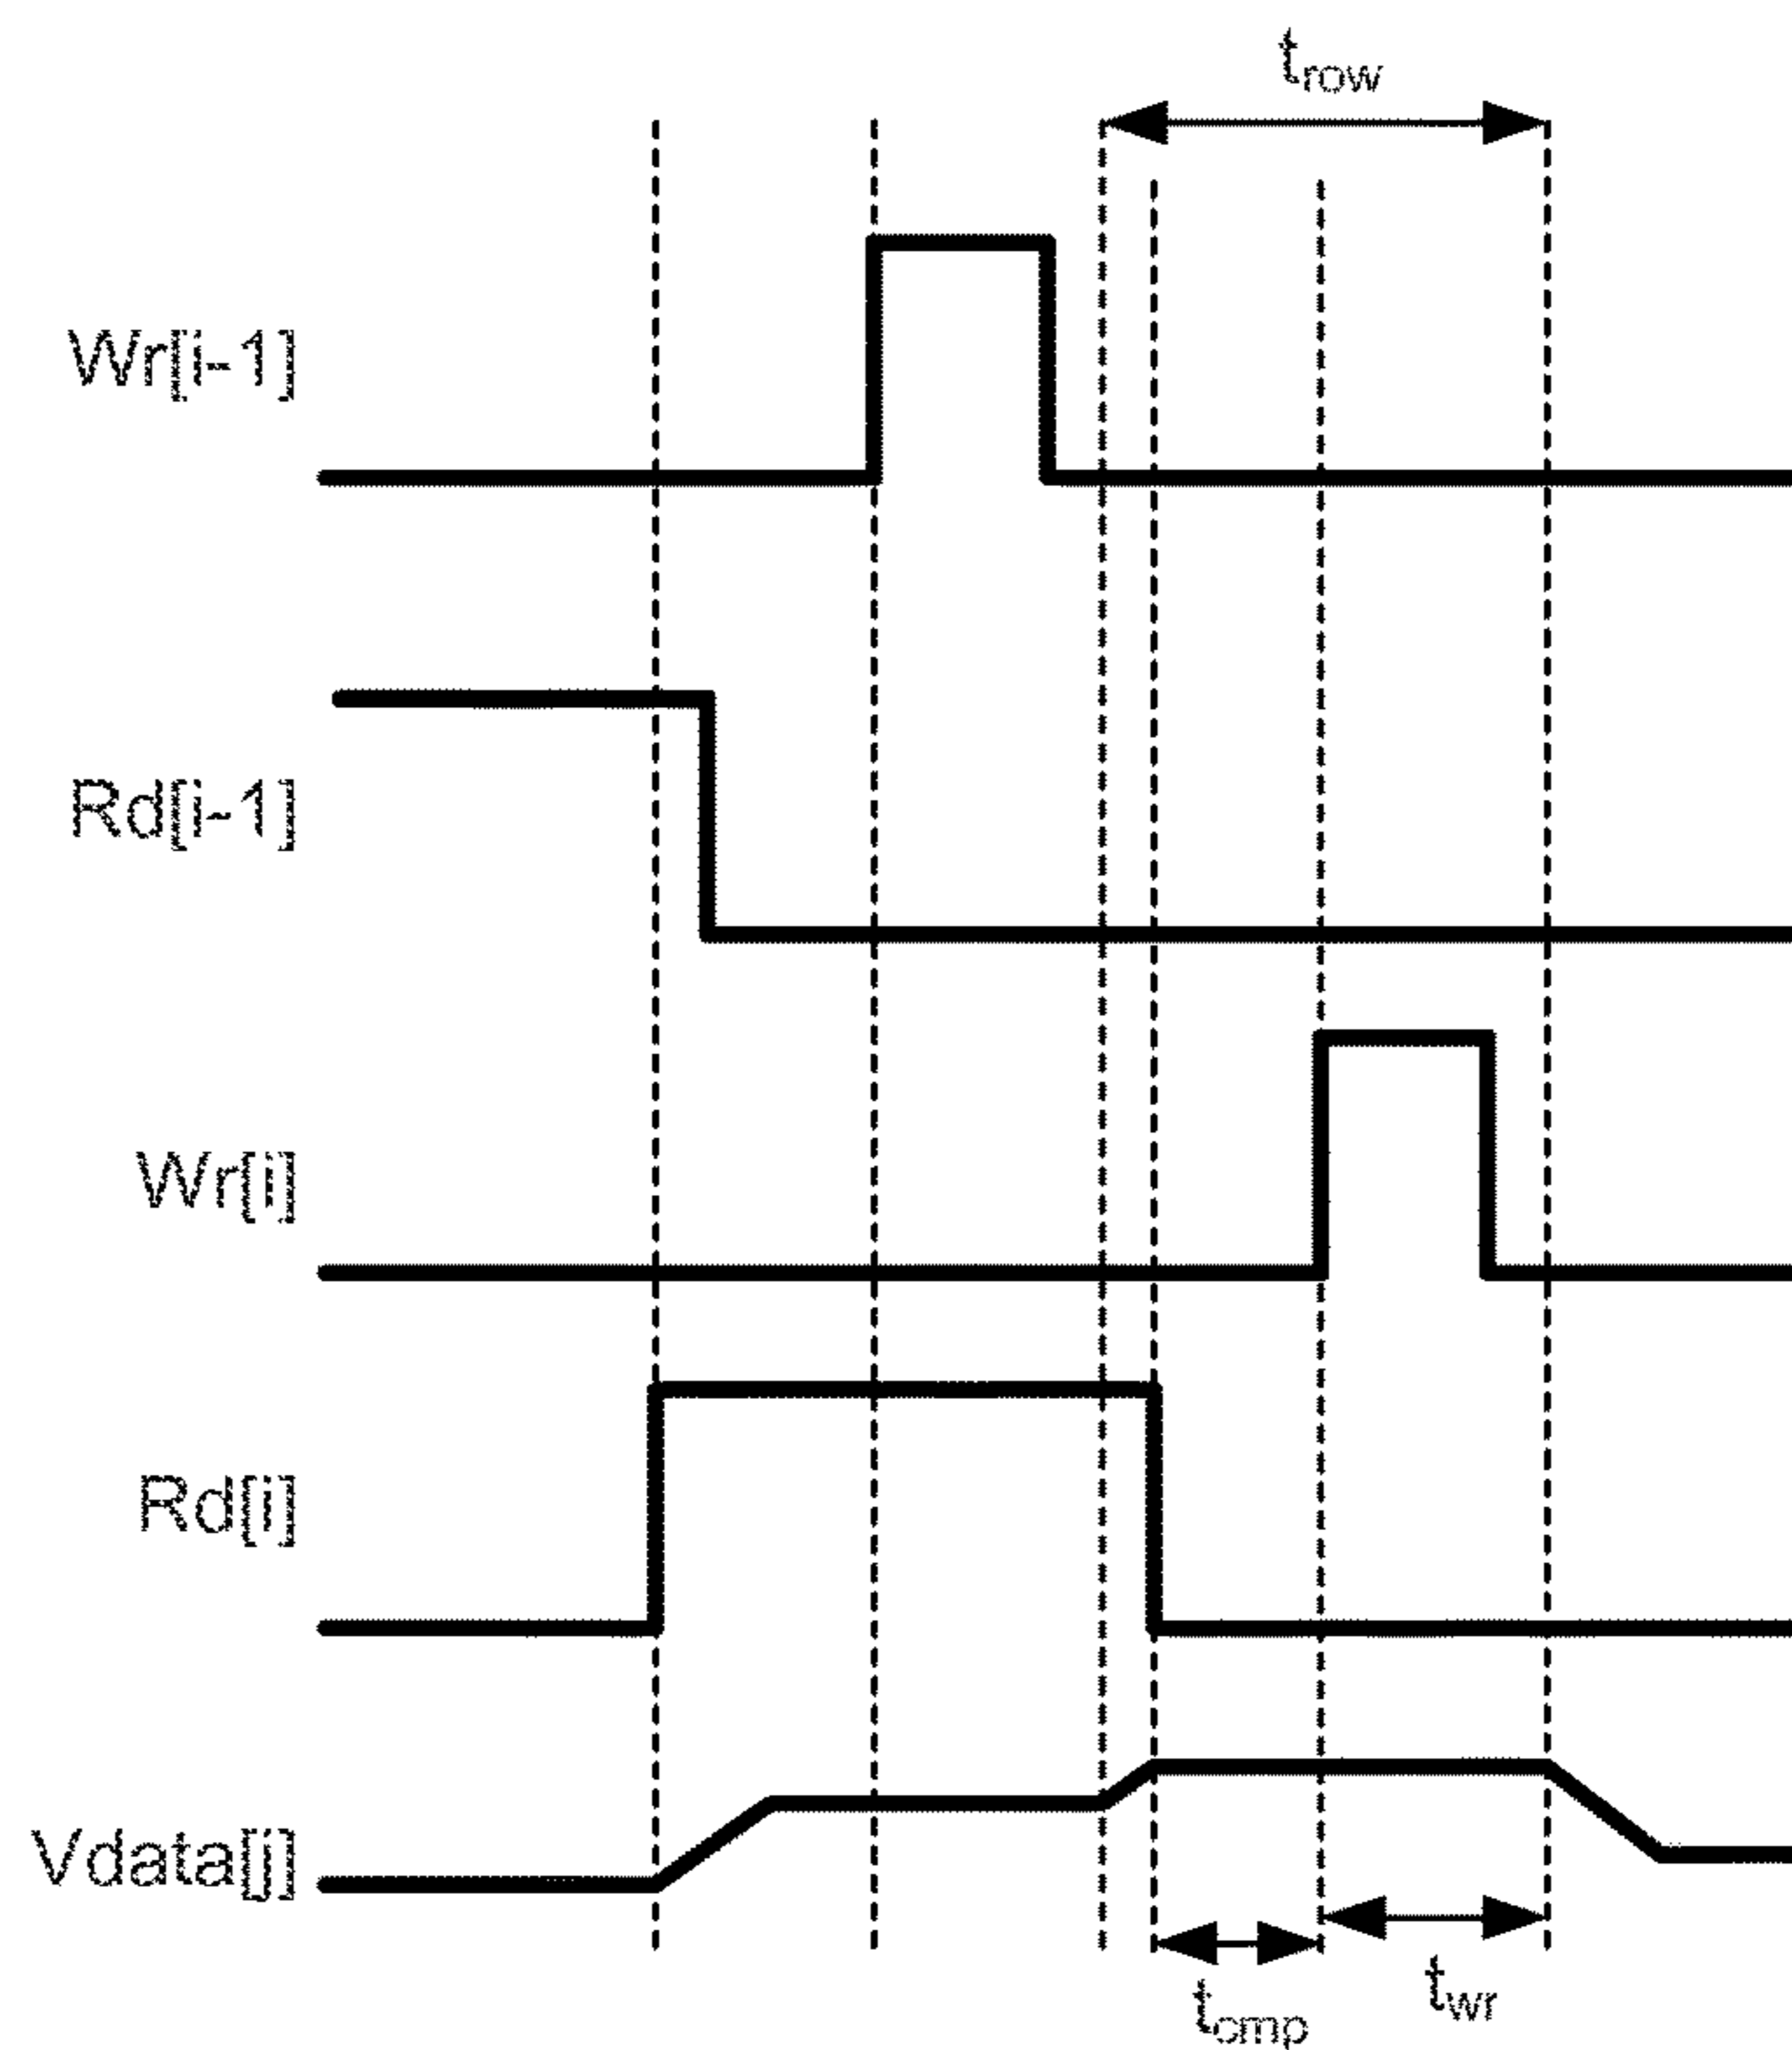 t_row
Wr[i-1]
Rd[i-1]
Wr[i]
Rd[i]
Vdata[j]
t_cmp
t_wr